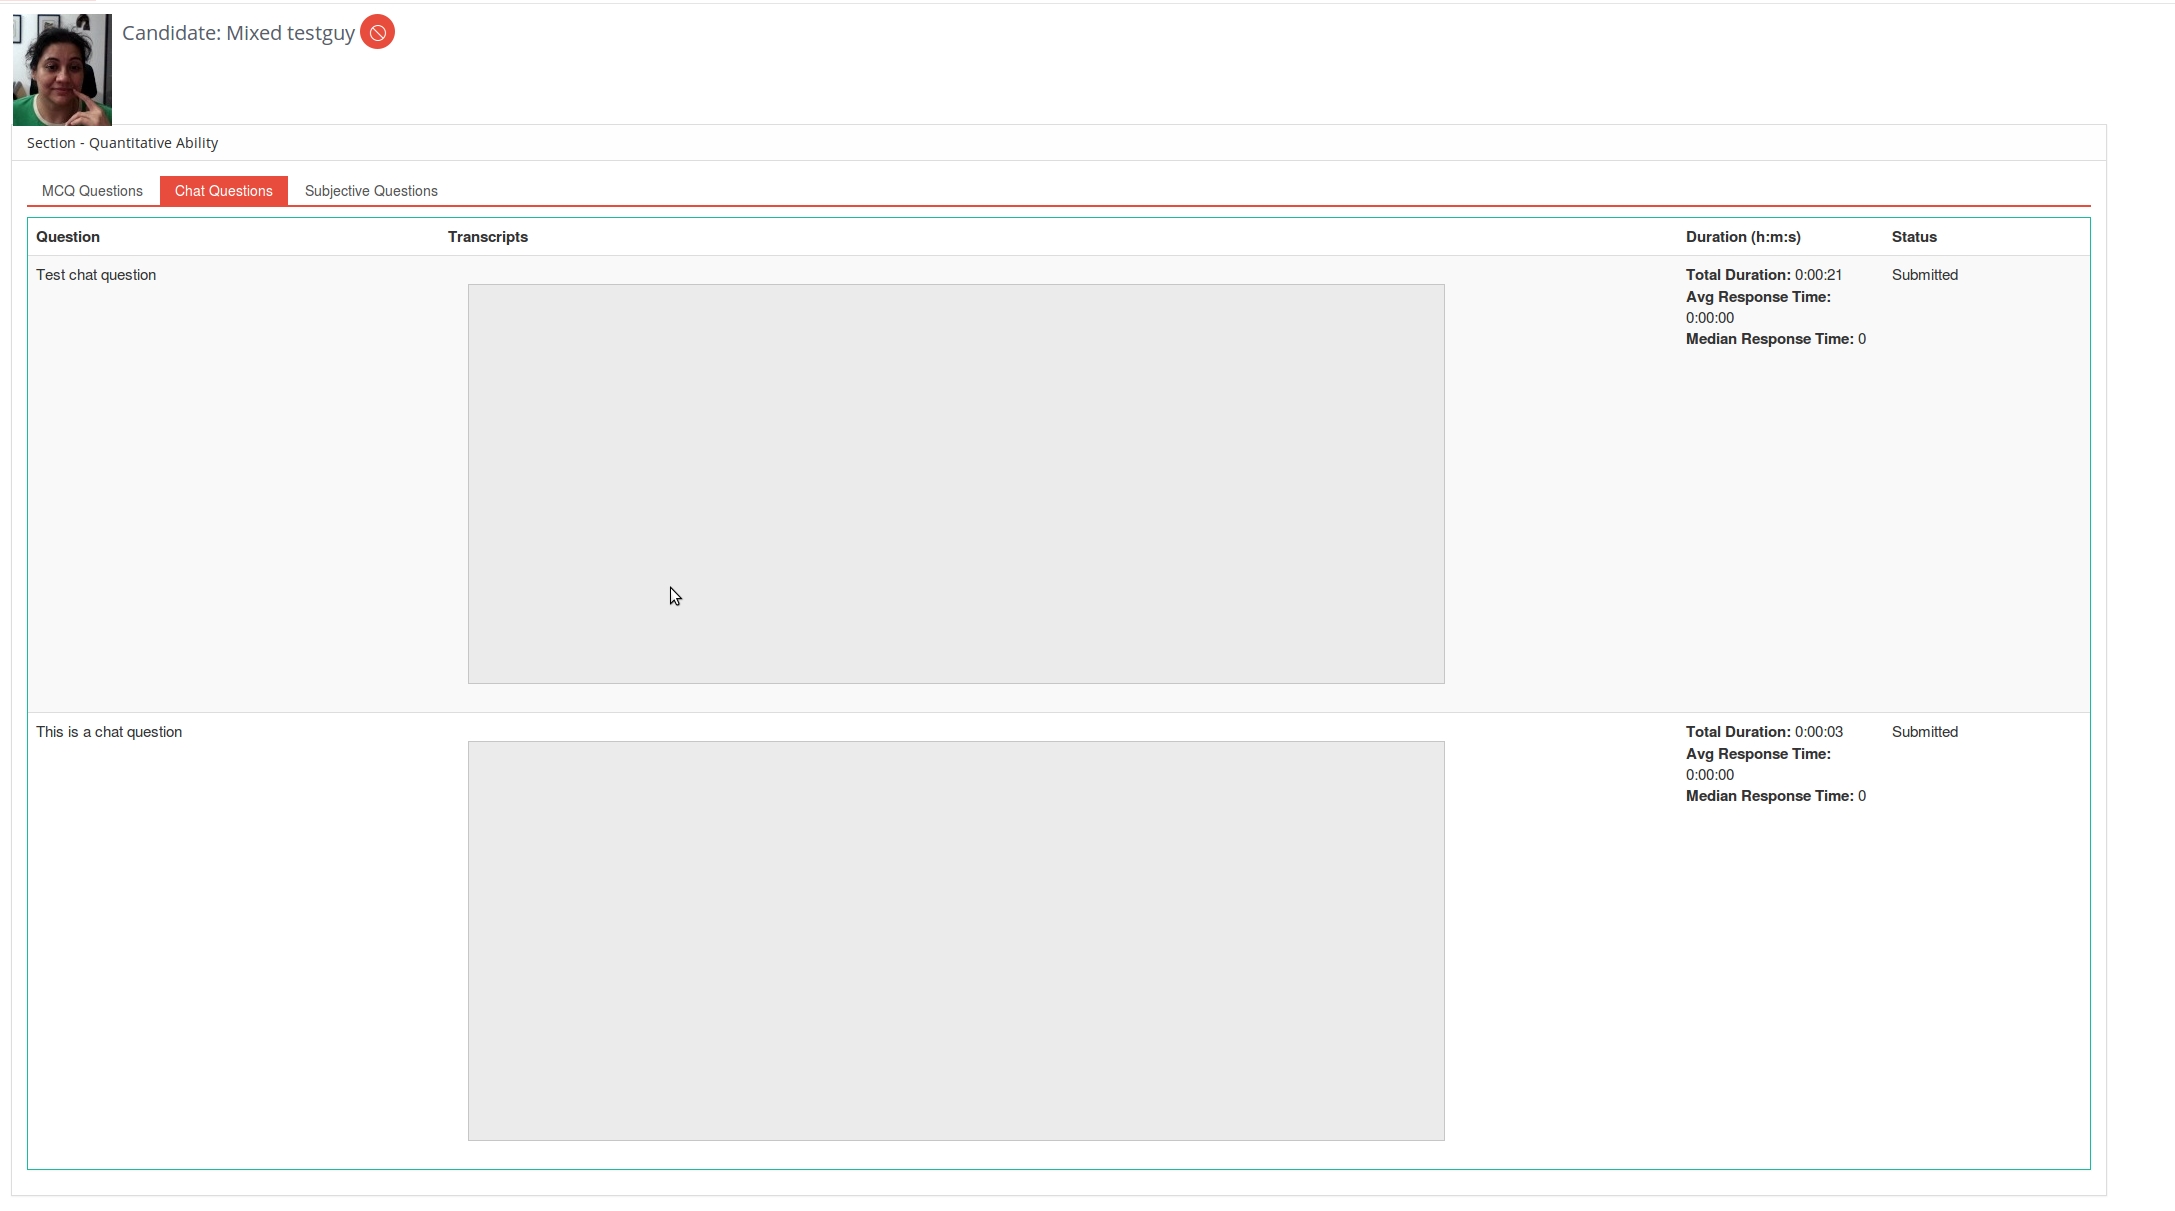 Candidate: Mixed testguy
Section - Quantitative Ability
MCQ Questions Chat Questions Subjective Questions
Question Transcripts Duration (h:m:s) Status
Test chat question Total Duration: 0:00:21 Submitted
Avg Response Time:
0:00:00
Median Response Time: 0
This is a chat question Total Duration: 0:00:03 Submitted
Avg Response Time:
0:00:00
Median Response Time: 0